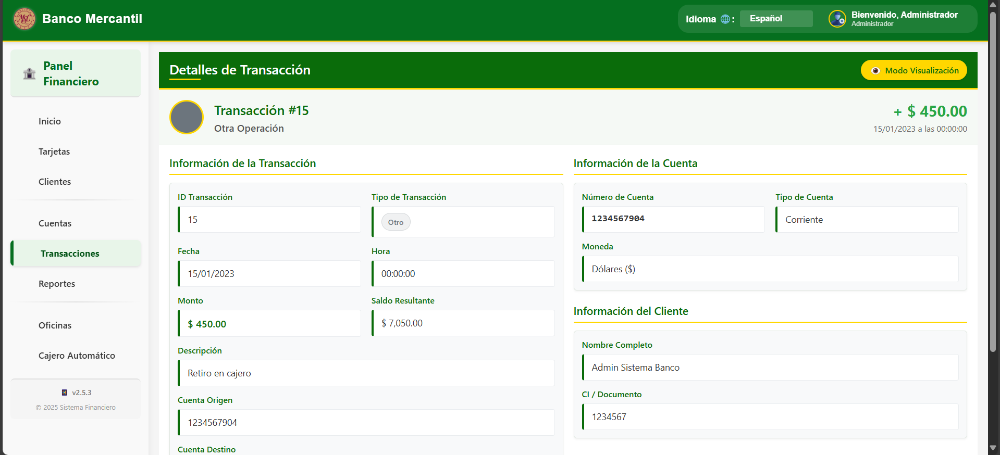 Banco Mercantil
Idioma 🌐 :
Español
Bienvenido, Administrador
Administrador
Panel
Financiero
Inicio
Tarjetas
Clientes
Cuentas
Transacciones
Reportes
Oficinas
Cajero Automático
v2.5.3
© 2025 Sistema Financiero
Detalles de Transacción
Modo Visualización
Transacción #15
Otra Operación
+ $ 450.00
15/01/2023 a las 00:00:00
Información de la Transacción
ID Transacción
15
Tipo de Transacción
Otro
Fecha
15/01/2023
Hora
00:00:00
Monto
$ 450.00
Saldo Resultante
$ 7,050.00
Descripción
Retiro en cajero
Cuenta Origen
1234567904
Cuenta Destino
Información de la Cuenta
Número de Cuenta
1234567904
Tipo de Cuenta
Corriente
Moneda
Dólares ($)
Información del Cliente
Nombre Completo
Admin Sistema Banco
CI / Documento
1234567